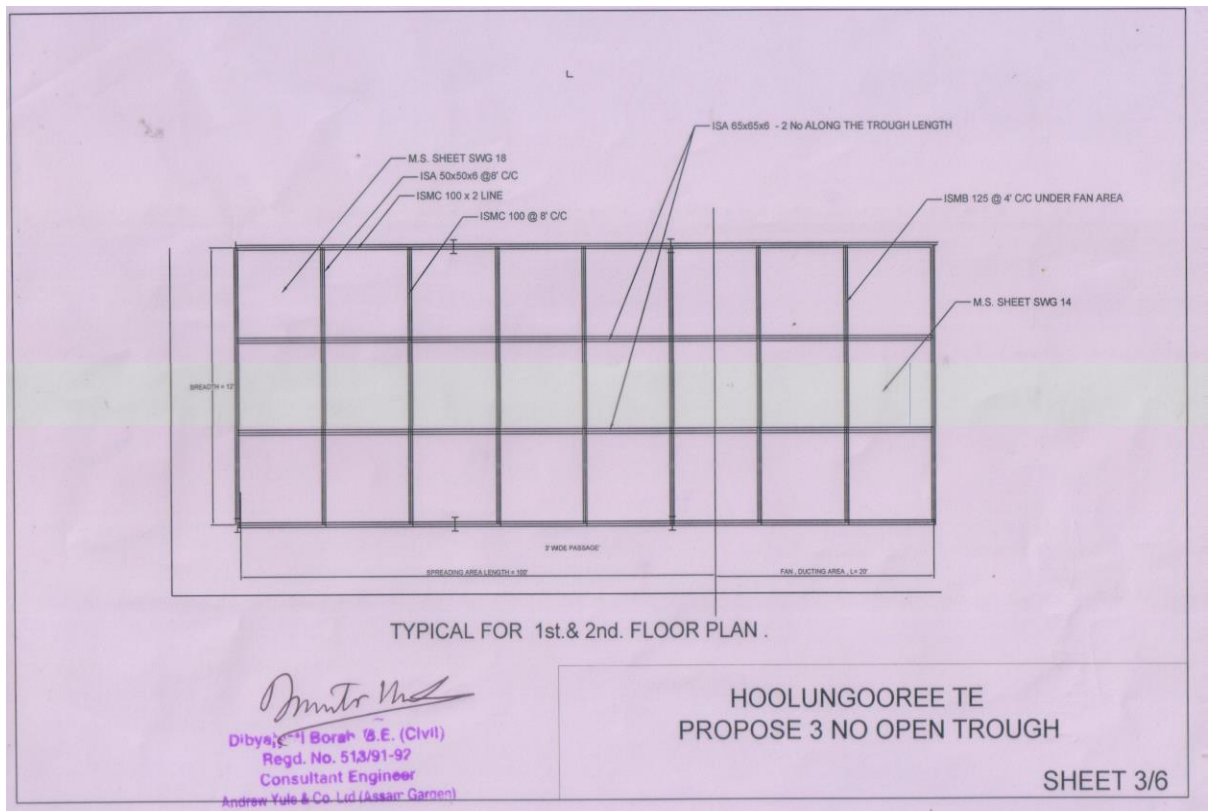 L
ISA 65x65x6 - 2 No ALONG THE TROUGH LENGTH
M.S. SHEET SWG 18
ISA 50x50x6 @8' C/C
ISMC 100 x 2 LINE
ISMC 100 @ 8' C/C
ISMB 125 @ 4' C/C UNDER FAN AREA
M.S. SHEET SWG 14
BREADTH = 12'
3' WIDE PASSAGE'
SPREADING AREA LENGTH = 100'
FAN , DUCTING AREA , L= 20'
TYPICAL FOR 1st.& 2nd. FLOOR PLAN .
Borah B.E. (Civil)
Regd. No. 513/91-92
Consultant Engineer
Andrew Yule & Co. Ltd (Assam Garden)
HOOLUNGOOREE TE
PROPOSE 3 NO OPEN TROUGH
SHEET 3/6